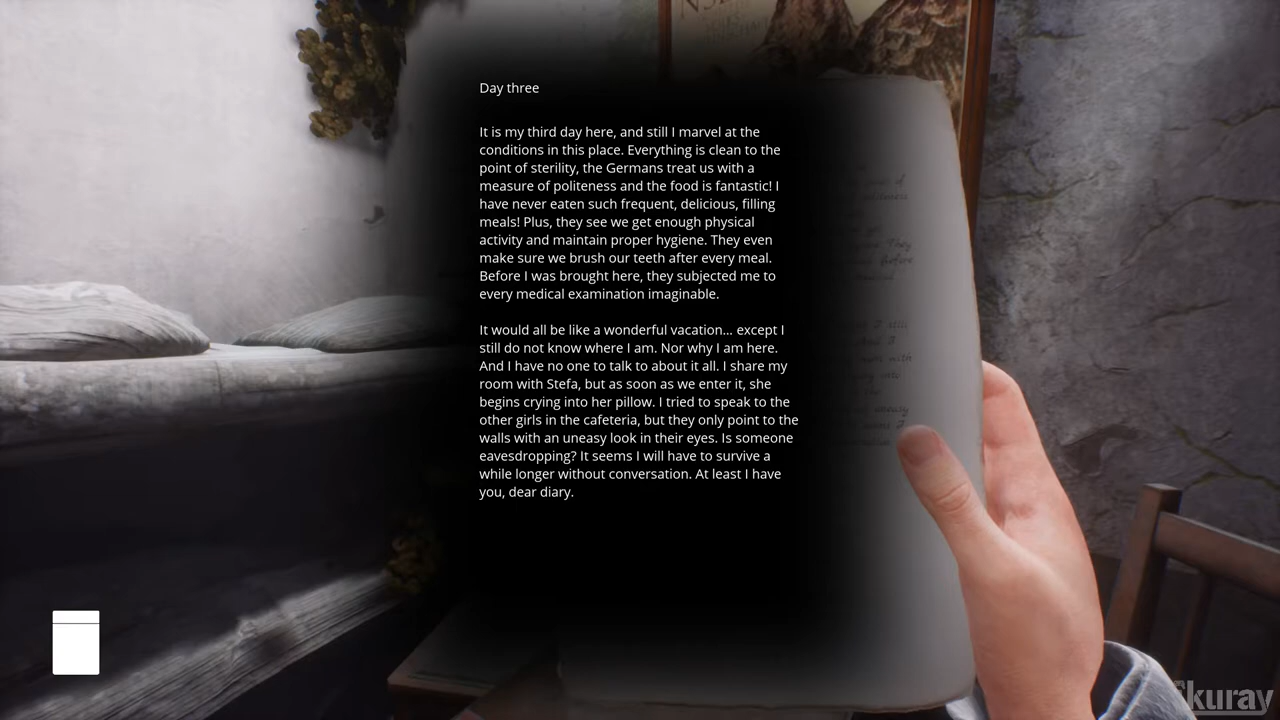 Day three
It is my third day here, and still I marvel at the
conditions in this place. Everything is clean to the
point of sterility, the Germans treat us with a
measure of politeness and the food is fantastic! I
have never eaten such frequent, delicious, filling
meals! Plus, they see we get enough physical
activity and maintain proper hygiene. They even
make sure we brush our teeth after every meal.
Before I was brought here, they subjected me to
every medical examination imaginable.
It would all be like a wonderful vacation... except I
still do not know where I am. Nor why I am here.
And I have no one to talk to about it all. I share my
room with Stefa, but as soon as we enter it, she
begins crying into her pillow. I tried to speak to the
other girls in the cafeteria, but they only point to the
walls with an uneasy look in their eyes. Is someone
eavesdropping? It seems I will have to survive a
while longer without conversation. At least I have
you, dear diary.
kuray